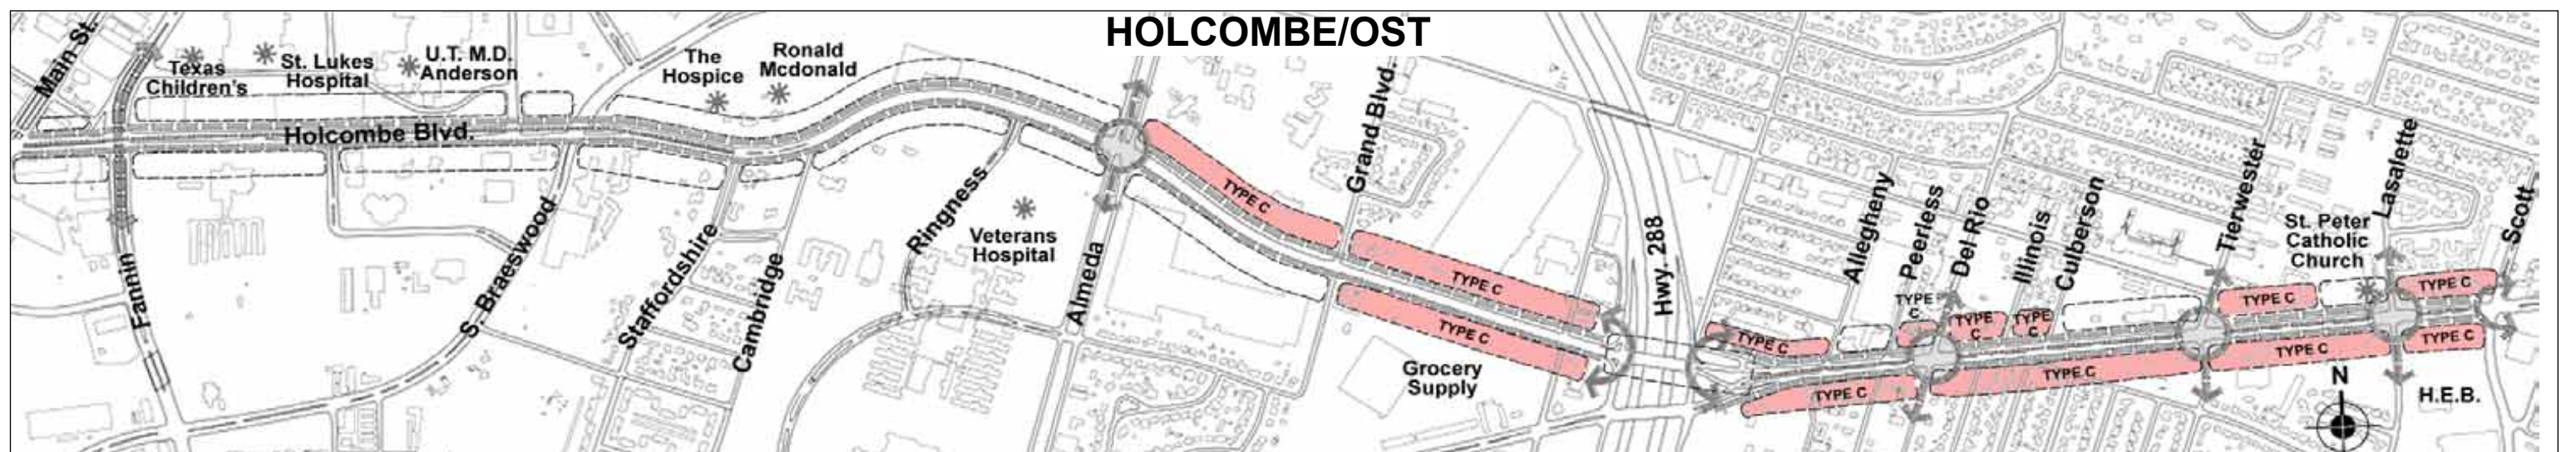 HOLCOMBE/OST
Main St.
Texas
Children's
St. Lukes
Hospital
U.T. M.D.
Anderson
The
Hospice
Ronald
Mcdonald
Holcombe Blvd.
Fannin
S. Braeswood
Staffordshire
Cambridge
Ringness
Veterans
Hospital
Almeda
TYPE C
Grand Blvd.
TYPE C
TYPE C
Grocery
Supply
Hwy. 288
TYPE C
TYPE C
Allegheny
Peerless
TYPE
C
Del Rio
TYPE
C
Illinois
TYPE
C
Culberson
TYPE C
Tierwester
TYPE C
TYPE C
St. Peter
Catholic
Church
Lasalette
TYPE C
TYPE C
Scott
N
H.E.B.